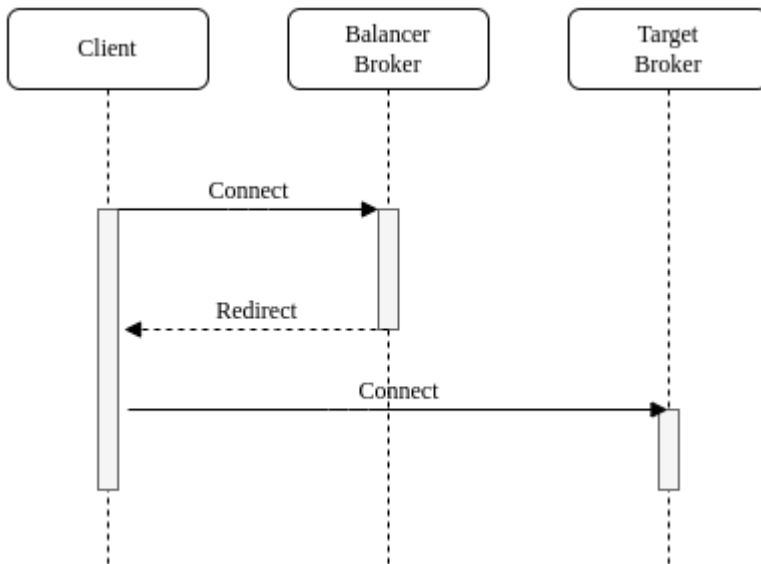 Client
Balancer
Broker
Target
Broker
Connect
Redirect
Connect